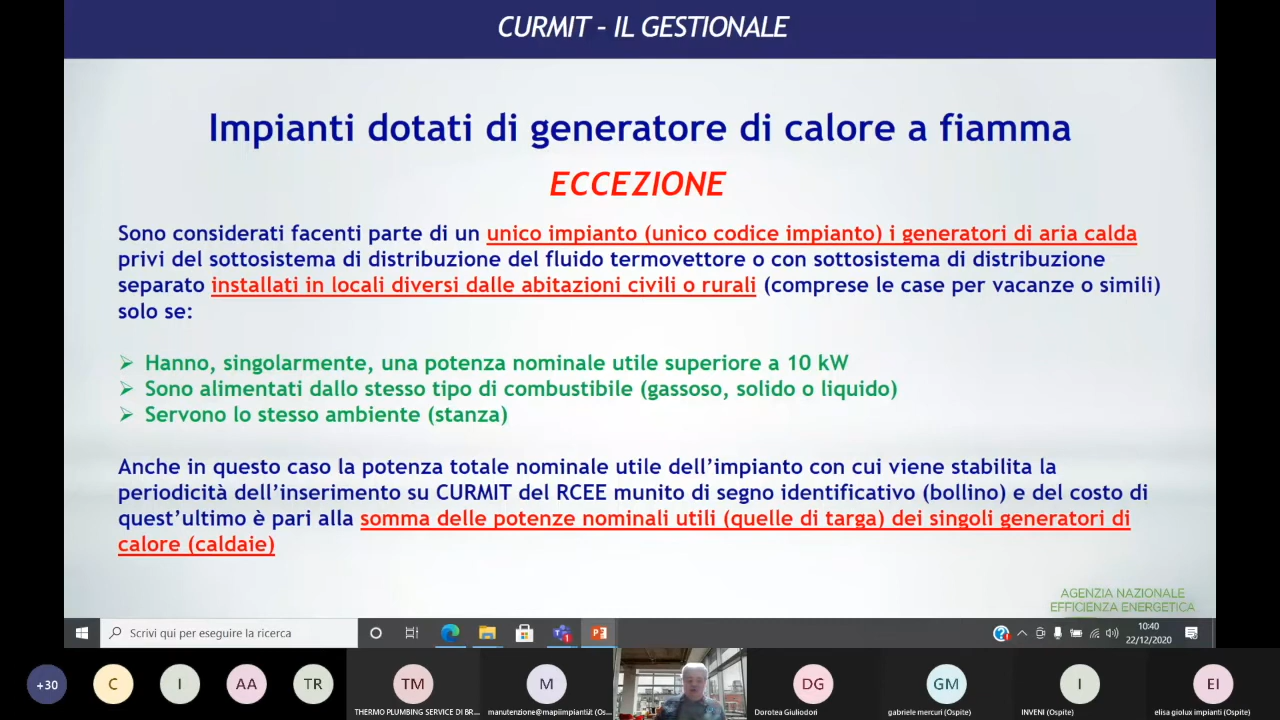 CURMIT – IL GESTIONALE
Impianti dotati di generatore di calore a fiamma
ECCEZIONE
Sono considerati facenti parte di un unico impianto (unico codice impianto) i generatori di aria calda
privi del sottosistema di distribuzione del fluido termovettore o con sottosistema di distribuzione
separato installati in locali diversi dalle abitazioni civili o rurali (comprese le case per vacanze o simili)
solo se:
Hanno, singolarmente, una potenza nominale utile superiore a 10 kW
Sono alimentati dallo stesso tipo di combustibile (gassoso, solido o liquido)
Servono lo stesso ambiente (stanza)
Anche in questo caso la potenza totale nominale utile dell’impianto con cui viene stabilita la
periodicità dell’inserimento su CURMIT del RCEE munito di segno identificativo (bollino) e del costo di
quest’ultimo è pari alla somma delle potenze nominali utili (quelle di targa) dei singoli generatori di
calore (caldaie)
AGENZIA NAZIONALE
EFFICIENZA ENERGETICA
Scrivi qui per eseguire la ricerca
10:40
22/12/2020
+30 C I AA TR TM M DG GM I EI
THERMO PLUMBING SERVICE DI BR... manutenzione@mapiimpianti.it (Os... Dorotea Giuliodori gabriele mercuri (Ospite) INVENI (Ospite) elisa giolux impianti (Ospite)